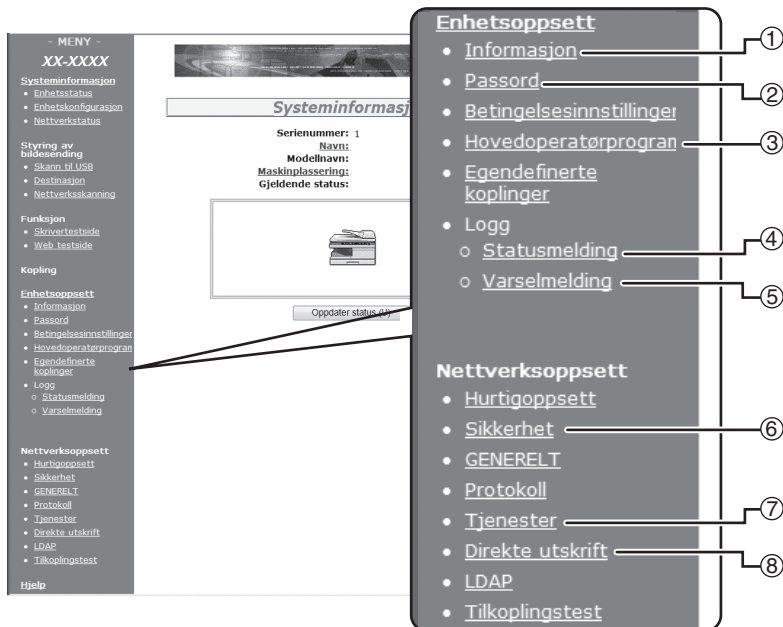 – MENY –
XX-XXXX
Systeminformasjon
Enhetsstatus
Enhetskonfigurasjon
Nettverkstatus
Styring av
bildesending
Skann til USB
Destinasjon
Nettverksskanning
Funksjon
Skrivertestside
Web testside
Kopling
Enhetsoppsett
Informasjon
Passord
Betingelsesinnstillinger
Hovedoperatørprogran
Egendefinerte
koplinger
Logg
Statusmelding
Varselmelding
Nettverksoppsett
Hurtigoppsett
Sikkerhet
GENERELT
Protokoll
Tjenester
Direkte utskrift
LDAP
Tilkoplingstest
Hjelp
Systeminformasj
Serienummer: 1
Navn:
Modellnavn:
Maskinplassering:
Gjeldende status:
Oppdater status (U)
Enhetsoppsett
Informasjon ①
Passord ②
Betingelsesinnstillinger
Hovedoperatørprogran ③
Egendefinerte
koplinger
Logg
Statusmelding ④
Varselmelding ⑤
Nettverksoppsett
Hurtigoppsett
Sikkerhet ⑥
GENERELT
Protokoll
Tjenester ⑦
Direkte utskrift ⑧
LDAP
Tilkoplingstest